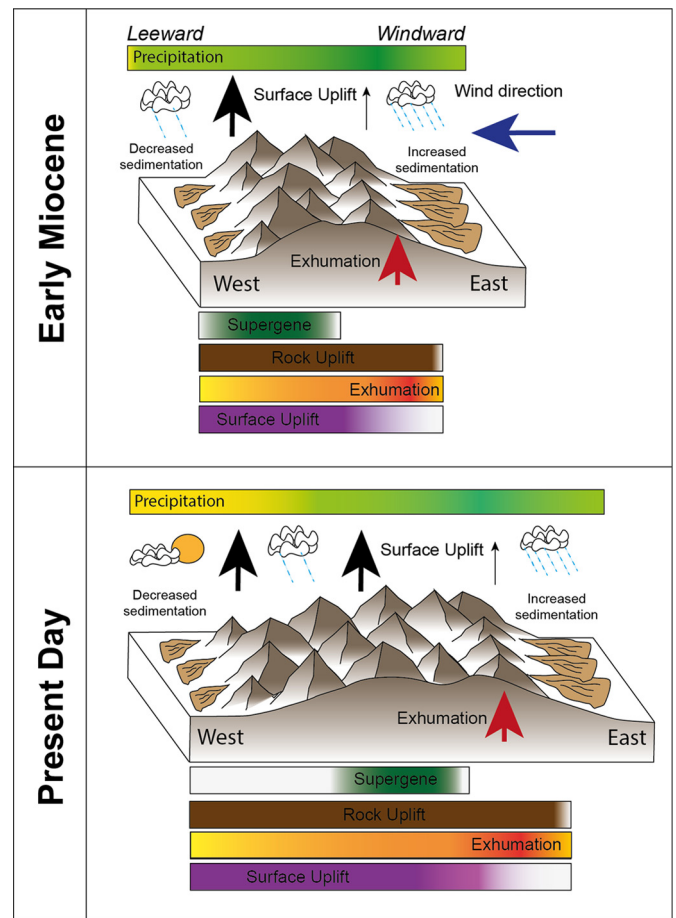 Early Miocene
Leeward
Windward
Precipitation
Surface Uplift
Wind direction
Decreased
sedimentation
Increased
sedimentation
Exhumation
West
East
Supergene
Rock Uplift
Exhumation
Surface Uplift
Present Day
Precipitation
Surface Uplift
Decreased
sedimentation
Increased
sedimentation
Exhumation
West
East
Supergene
Rock Uplift
Exhumation
Surface Uplift